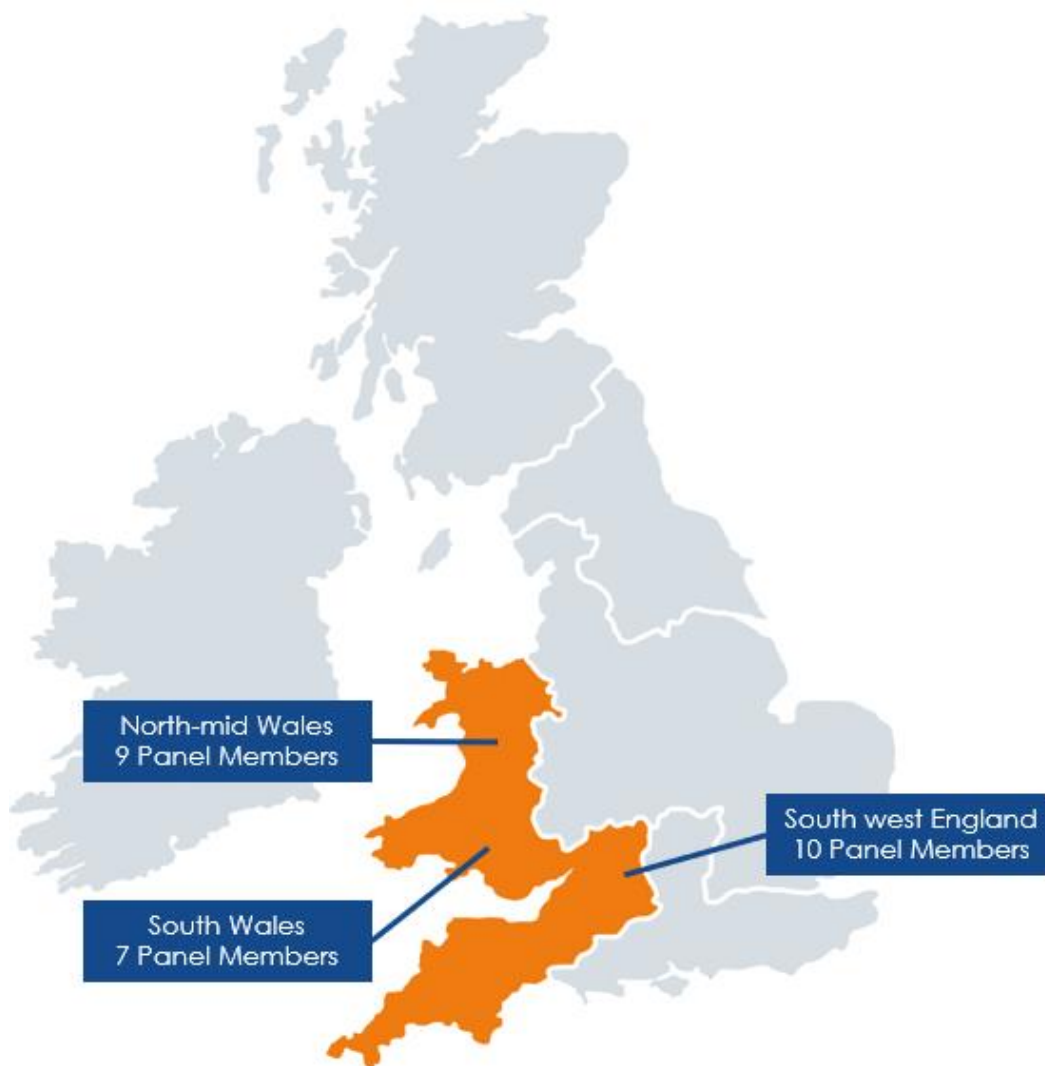 North-mid Wales
9 Panel Members
South west England
10 Panel Members
South Wales
7 Panel Members